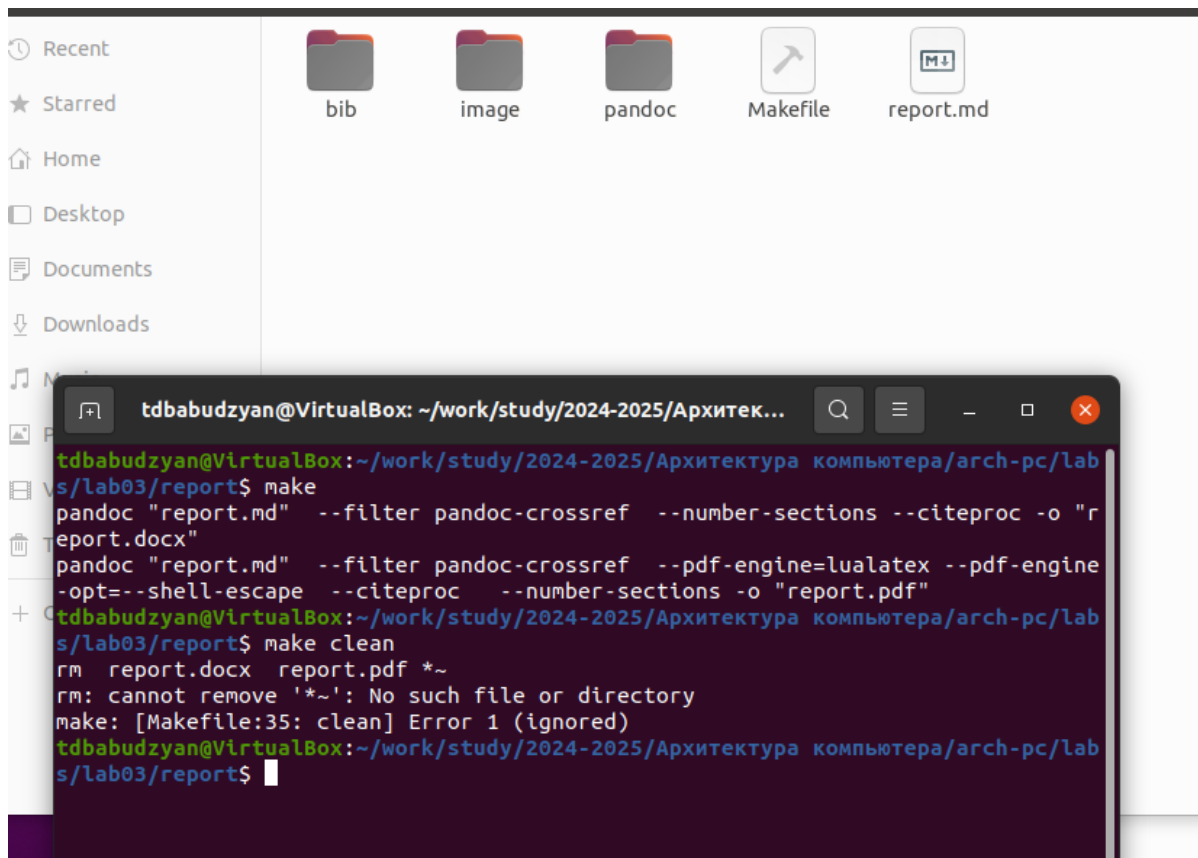 Recent
Starred
Home
Desktop
Documents
Downloads
bib
image
pandoc
Makefile
M↓
report.md
tdbabudzyan@VirtualBox: ~/work/study/2024-2025/Архитек...
tdbabudzyan@VirtualBox:~/work/study/2024-2025/Архитектура компьютера/arch-pc/lab
s/lab03/report$ make
pandoc "report.md"  --filter pandoc-crossref  --number-sections --citeproc -o "r
eport.docx"
pandoc "report.md"  --filter pandoc-crossref  --pdf-engine=lualatex --pdf-engine
-opt=--shell-escape  --citeproc   --number-sections -o "report.pdf"
tdbabudzyan@VirtualBox:~/work/study/2024-2025/Архитектура компьютера/arch-pc/lab
s/lab03/report$ make clean
rm  report.docx  report.pdf *~
rm: cannot remove '*~': No such file or directory
make: [Makefile:35: clean] Error 1 (ignored)
tdbabudzyan@VirtualBox:~/work/study/2024-2025/Архитектура компьютера/arch-pc/lab
s/lab03/report$